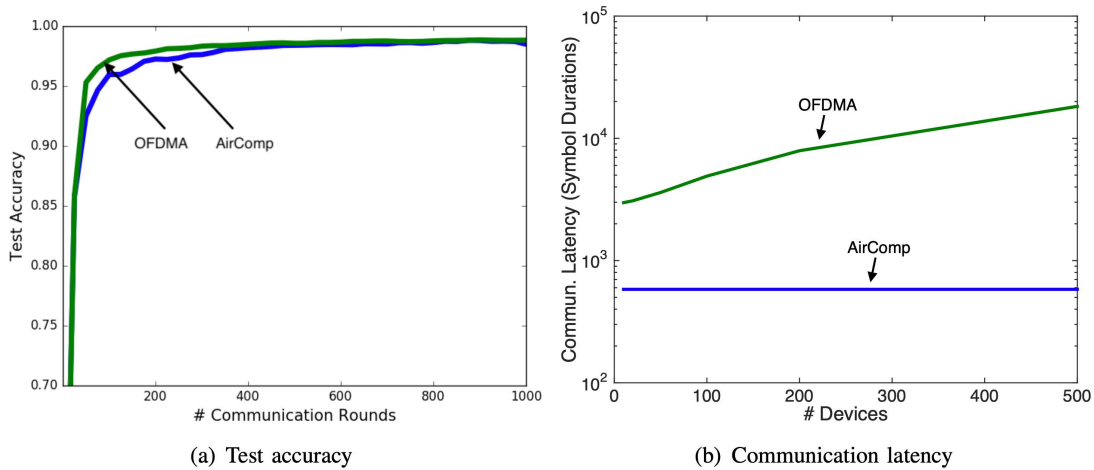 1.00
0.95
0.90
0.85
0.80
0.75
0.70
Test Accuracy
OFDMA
AirComp
200
400
600
800
1000
# Communication Rounds
(a) Test accuracy
10^5
10^4
10^3
10^2
Commun. Latency (Symbol Durations)
OFDMA
AirComp
0
100
200
300
400
500
# Devices
(b) Communication latency